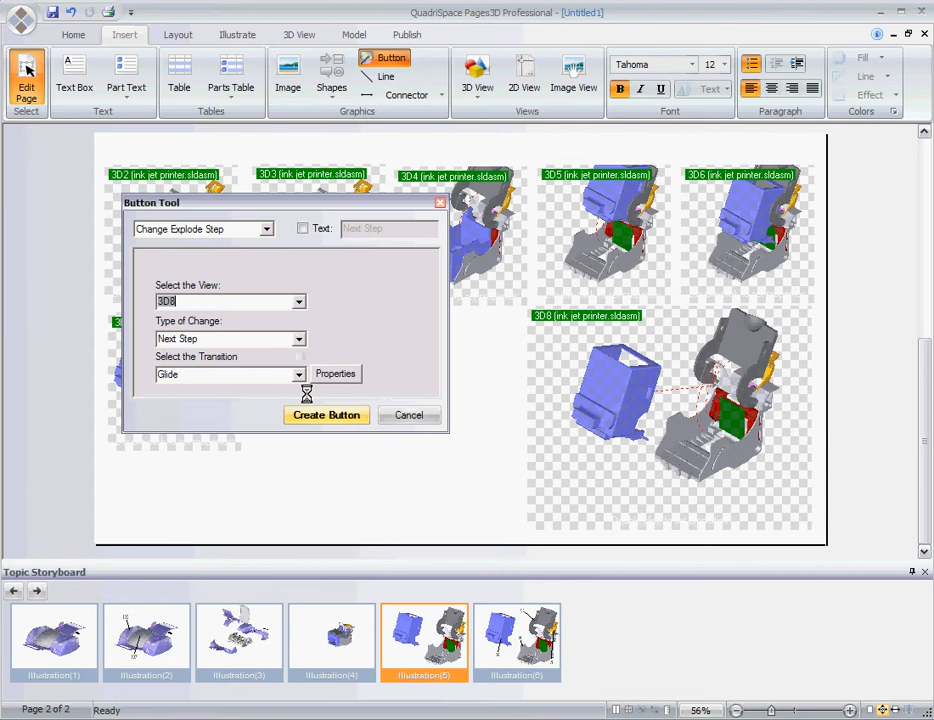 QuadriSpace Pages3D Professional - [Untitled1]
Home Insert Layout Illustrate 3D View Model Publish
Edit Page
Select
Text Box
Part Text
Text
Table
Parts Table
Tables
Image
Shapes
Button
Line
Connector
Graphics
3D View
2D View
Image View
Views
Tahoma 12
B I U Text
Font
Paragraph
Fill
Line
Effect
Colors
3D2 (ink jet printer.sldasm)
3D3 (ink jet printer.sldasm)
3D4 (ink jet printer.sldasm)
3D5 (ink jet printer.sldasm)
3D6 (ink jet printer.sldasm)
3D8 (ink jet printer.sldasm)
Button Tool
Change Explode Step
Text: Next Step
Select the View:
3D8
Type of Change:
Next Step
Select the Transition
Glide
Properties
Create Button
Cancel
Topic Storyboard
Illustration(1)
Illustration(2)
Illustration(3)
Illustration(4)
Illustration(5)
Illustration(6)
Page 2 of 2
Ready
56%